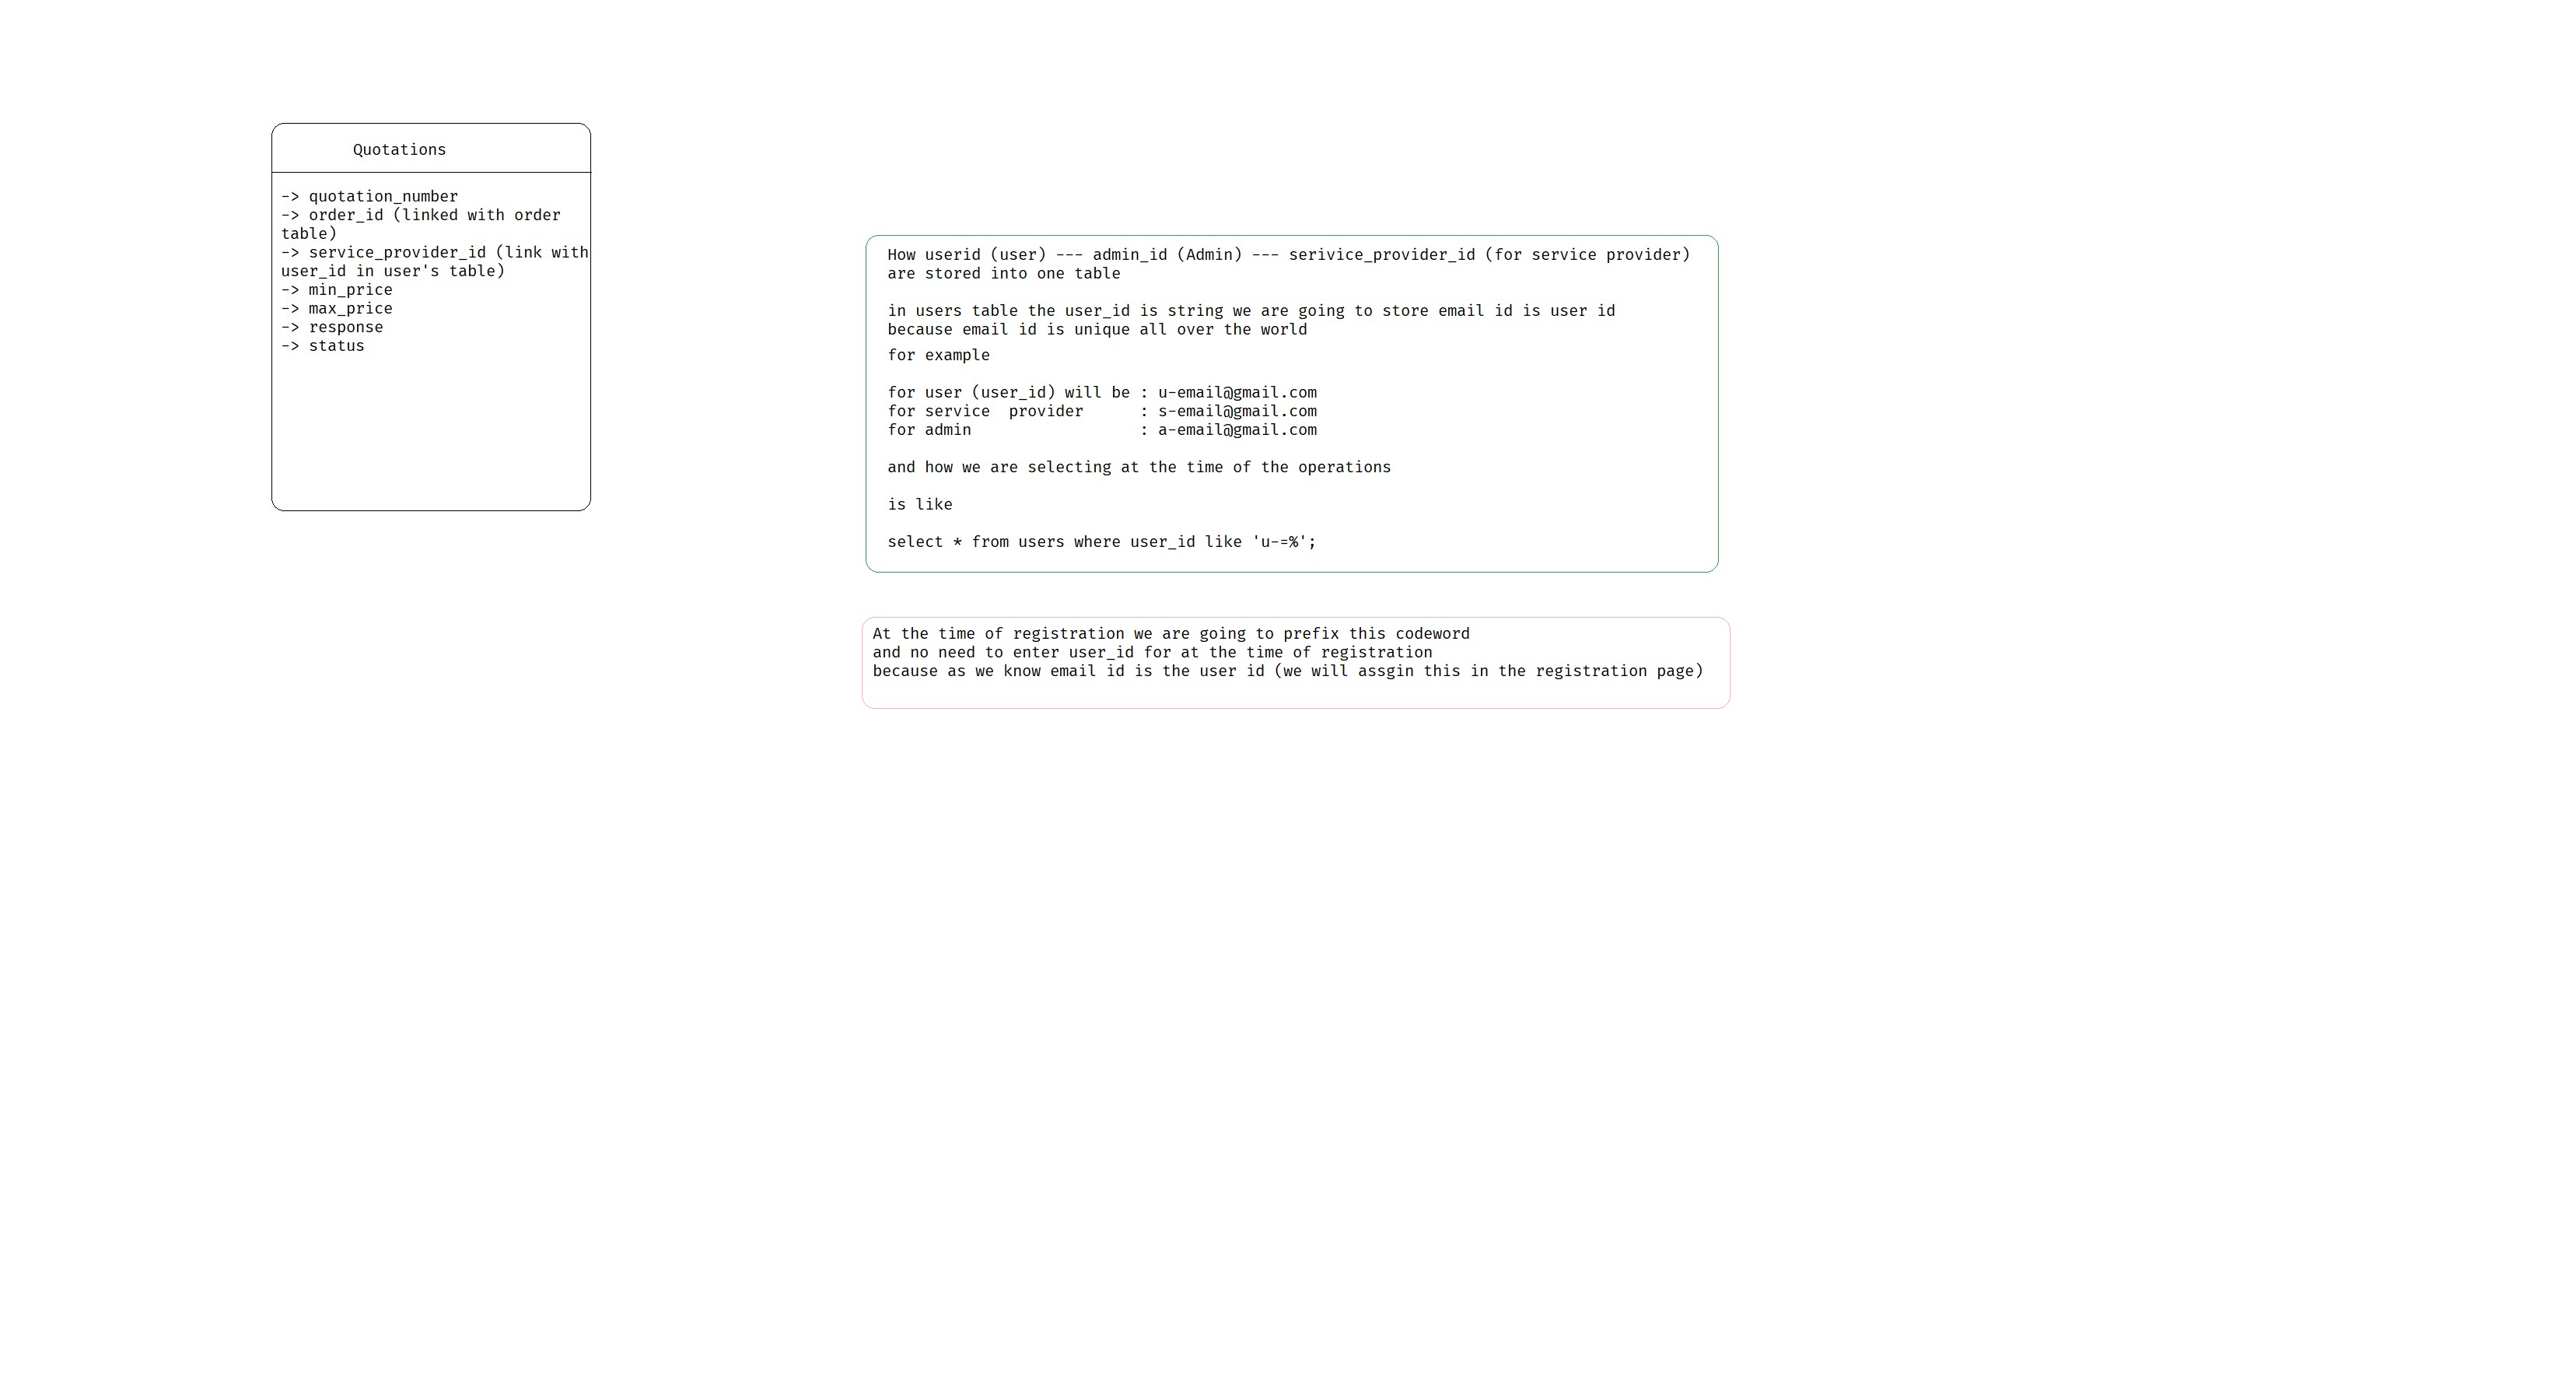 Quotations
-> quotation_number
-> order_id (linked with order
table)
-> service_provider_id (link with
user_id in user's table)
-> min_price
-> max_price
-> response
-> status
How userid (user) --- admin_id (Admin) --- serivice_provider_id (for service provider)
are stored into one table
in users table the user_id is string we are going to store email id is user id
because email id is unique all over the world
for example
for user (user_id) will be : u-email@gmail.com
for service  provider      : s-email@gmail.com
for admin                  : a-email@gmail.com
and how we are selecting at the time of the operations
is like
select * from users where user_id like 'u-=%';
At the time of registration we are going to prefix this codeword
and no need to enter user_id for at the time of registration
because as we know email id is the user id (we will assgin this in the registration page)